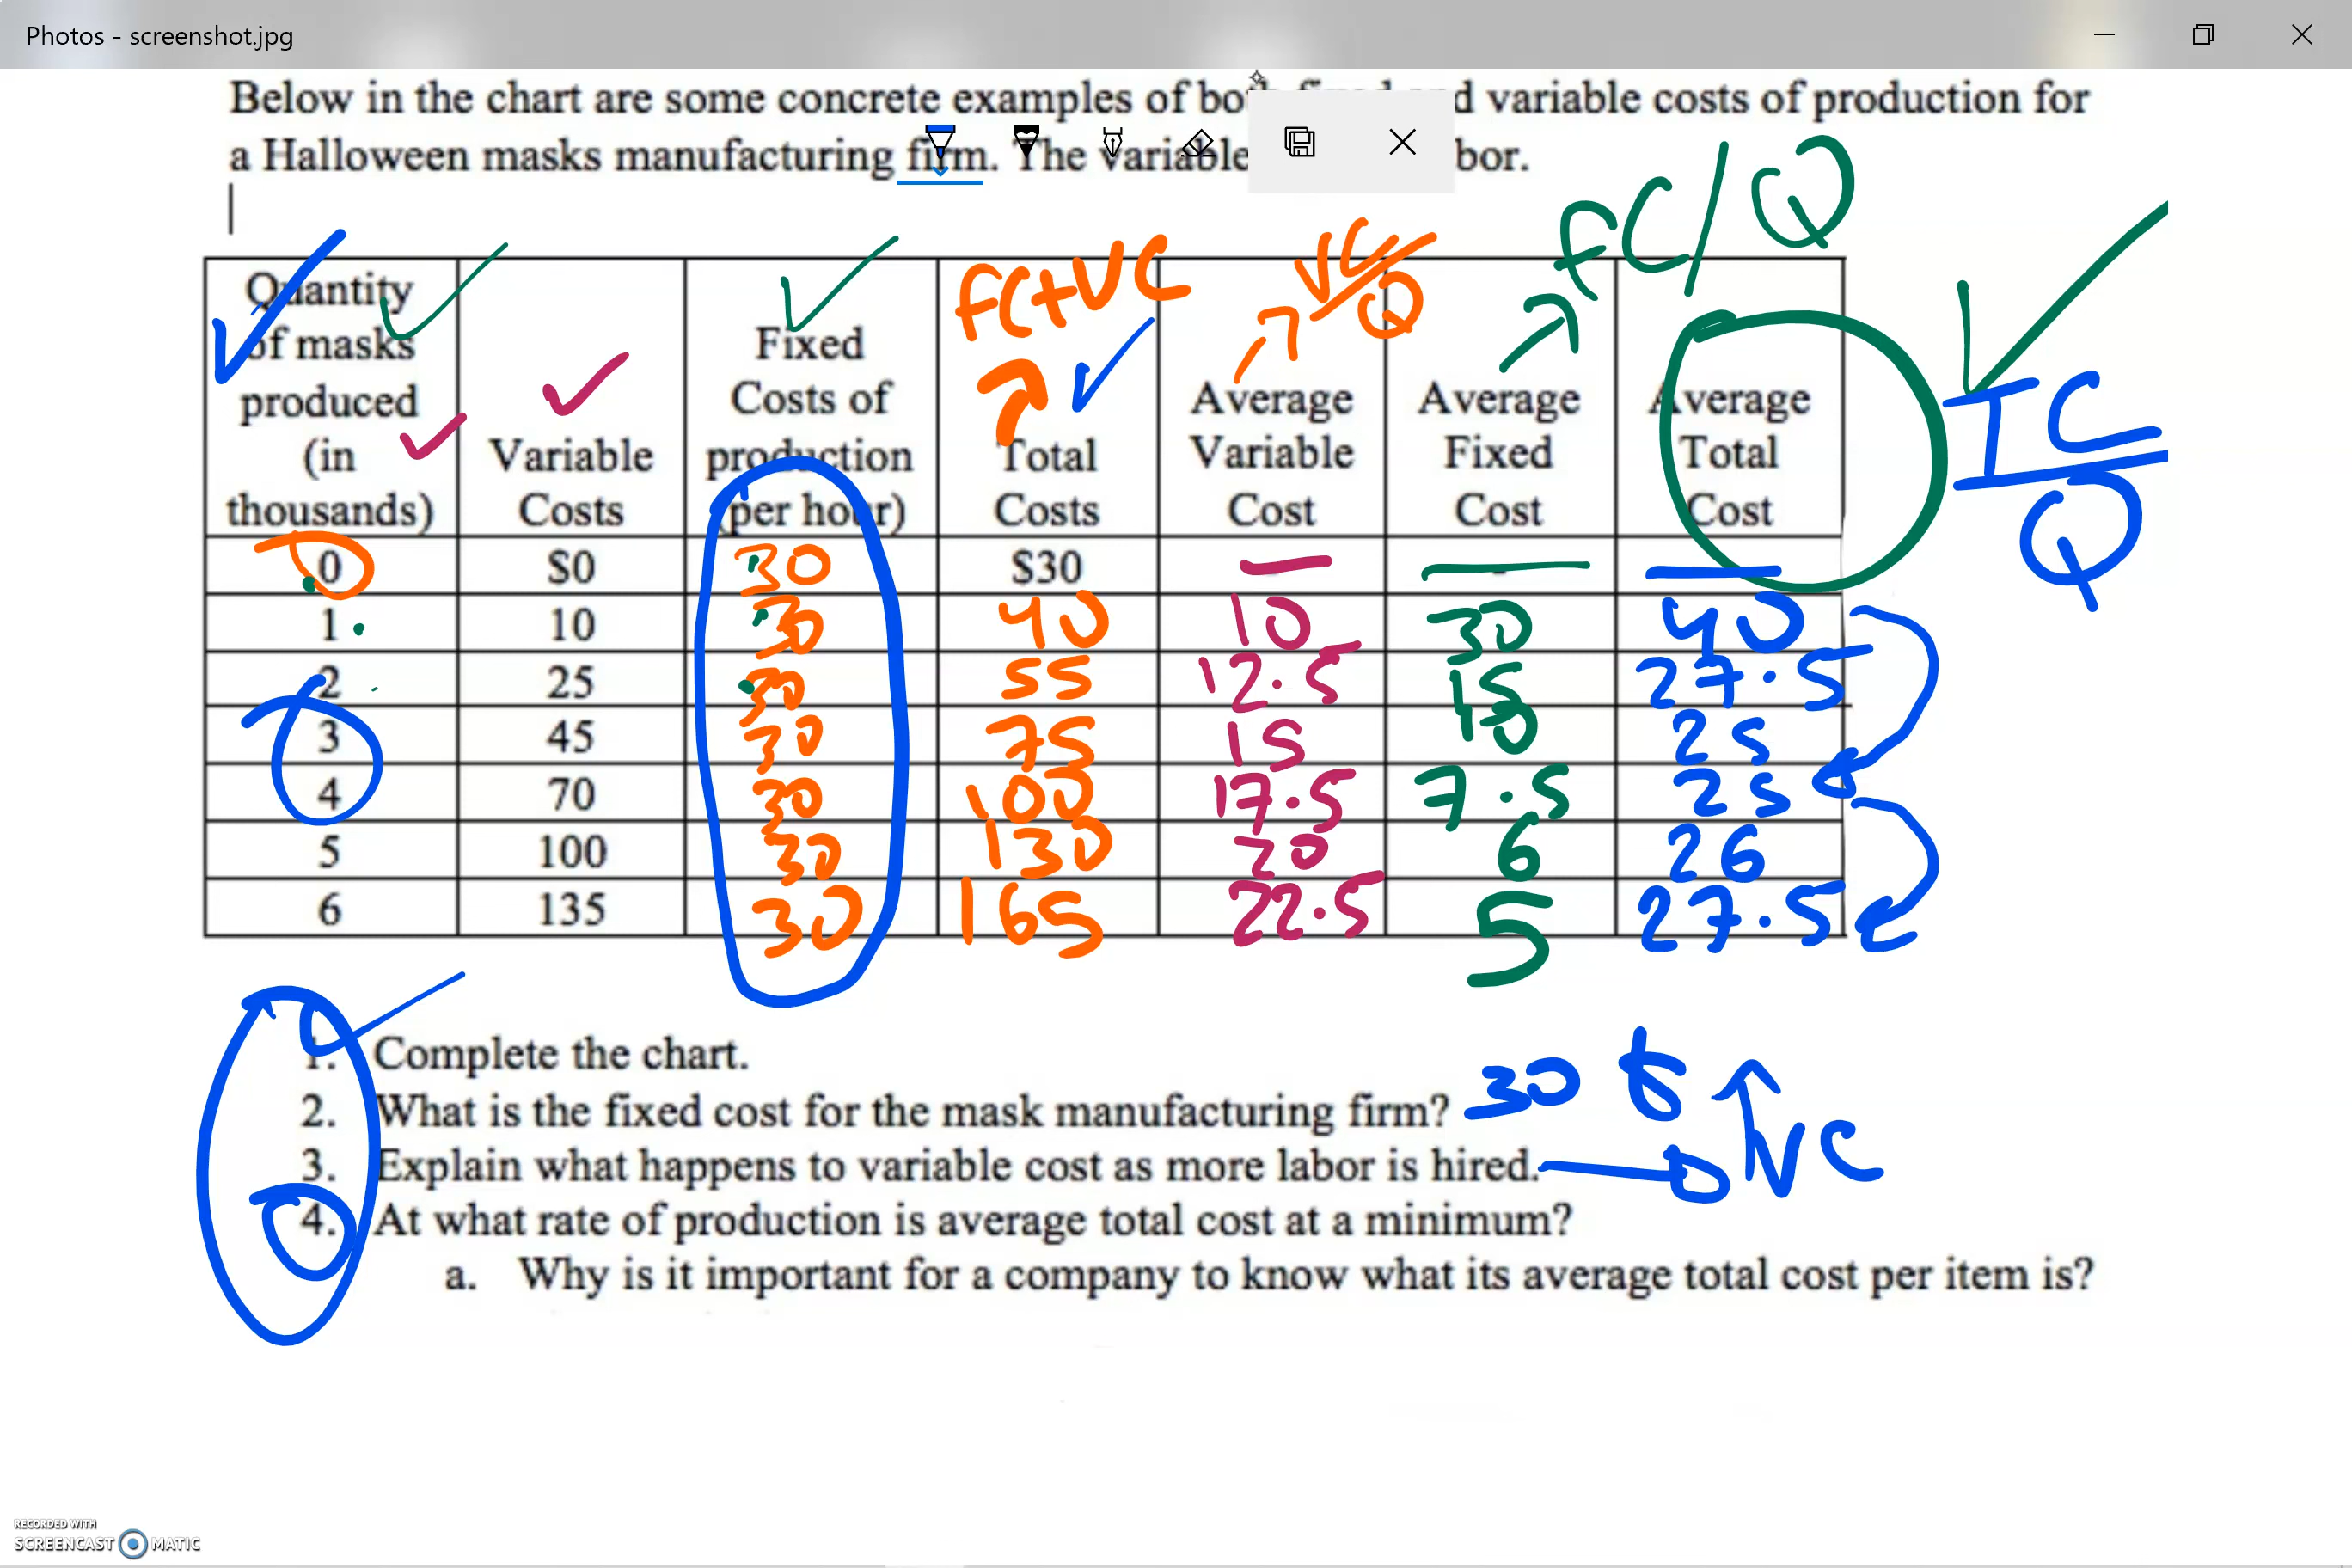 Photos - screenshot.jpg
Below in the chart are some concrete examples of both fixed and variable costs of production for
a Halloween masks manufacturing firm. The variable bor.
FC/Q
FC+VC
VC/Q
Quantity of masks produced (in thousands) | Variable Costs | Fixed Costs of production (per hour) | Total Costs | Average Variable Cost | Average Fixed Cost | Average Total Cost
TC/Q
0 | $0 | 30 | $30 | — | — | —
1 | 10 | 30 | 40 | 10 | 30 | 40
2 | 25 | 30 | 55 | 12.5 | 15 | 27.5
3 | 45 | 30 | 75 | 15 | 10 | 25
4 | 70 | 30 | 100 | 17.5 | 7.5 | 25
5 | 100 | 30 | 130 | 20 | 6 | 26
6 | 135 | 30 | 165 | 22.5 | 5 | 27.5
1. Complete the chart.
2. What is the fixed cost for the mask manufacturing firm? 30 $
3. Explain what happens to variable cost as more labor is hired. VC
4. At what rate of production is average total cost at a minimum?
a. Why is it important for a company to know what its average total cost per item is?
RECORDED WITH
SCREENCAST MATIC